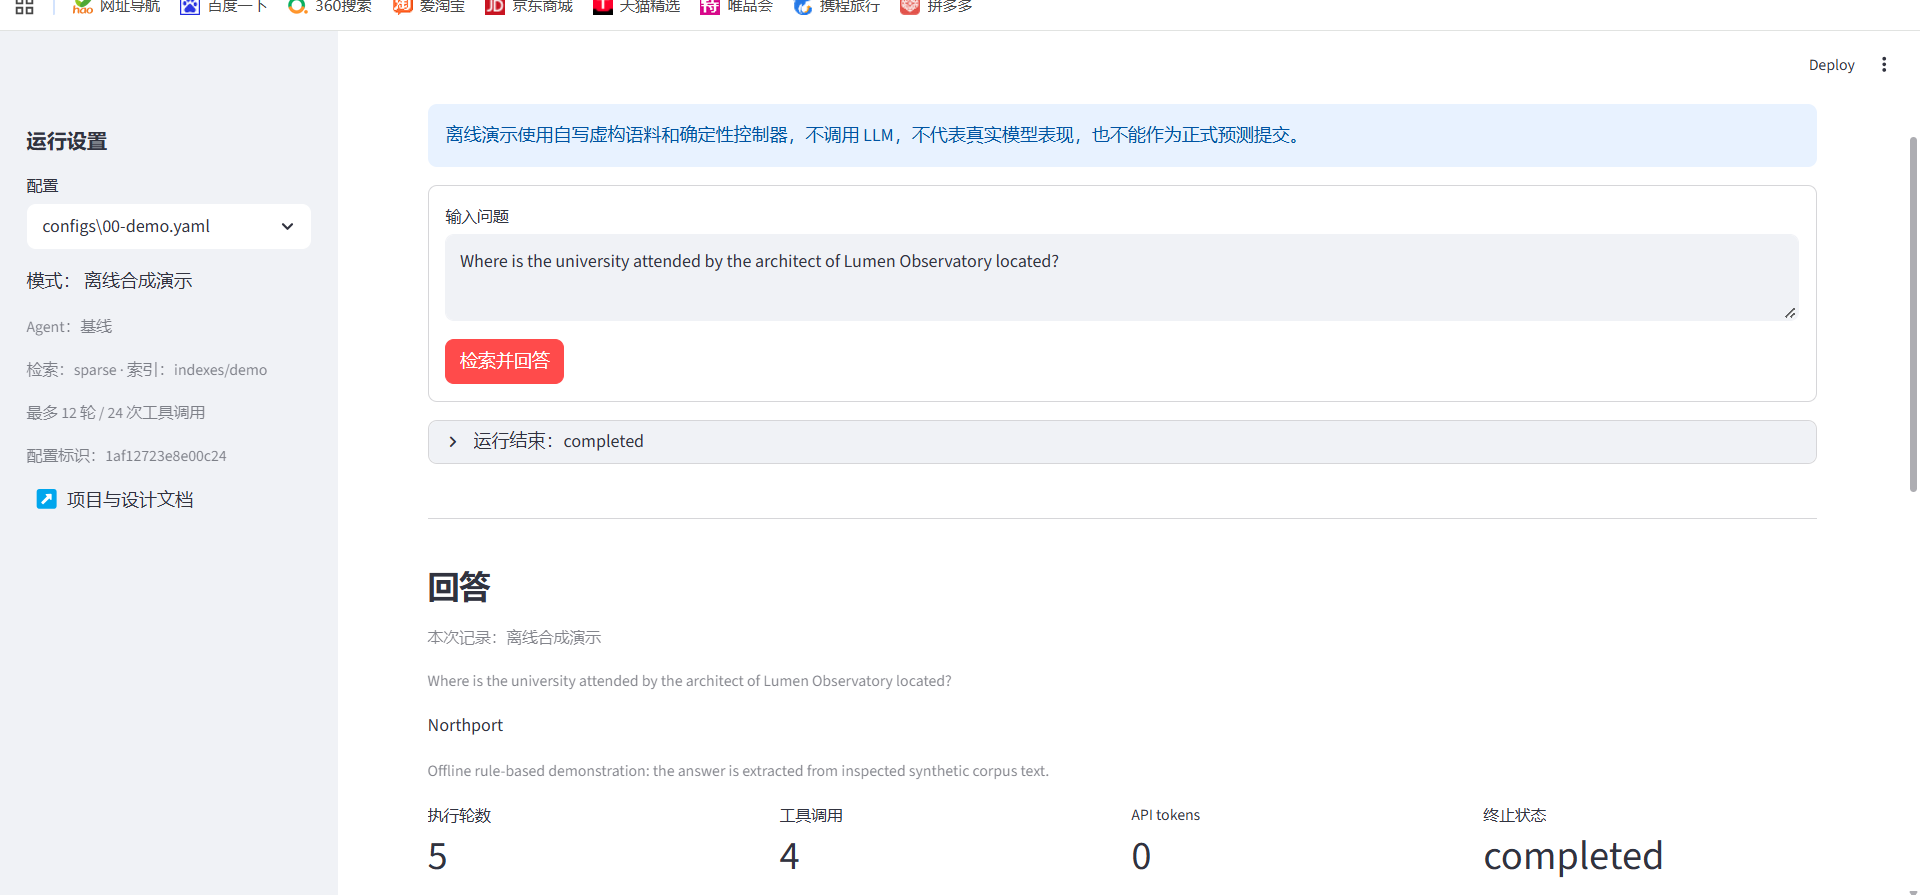 网址导航 百度一下 360搜索 爱淘宝 京东商城 天猫精选 唯品会 携程旅行 拼多多
Deploy
运行设置
配置
configs\00-demo.yaml
模式： 离线合成演示
Agent：基线
检索：sparse · 索引：indexes/demo
最多 12 轮 / 24 次工具调用
配置标识：1af12723e8e00c24
项目与设计文档
离线演示使用自写虚构语料和确定性控制器，不调用 LLM，不代表真实模型表现，也不能作为正式预测提交。
输入问题
Where is the university attended by the architect of Lumen Observatory located?
检索并回答
运行结束：completed
回答
本次记录：离线合成演示
Where is the university attended by the architect of Lumen Observatory located?
Northport
Offline rule-based demonstration: the answer is extracted from inspected synthetic corpus text.
执行轮数 工具调用 API tokens 终止状态
5 4 0 completed